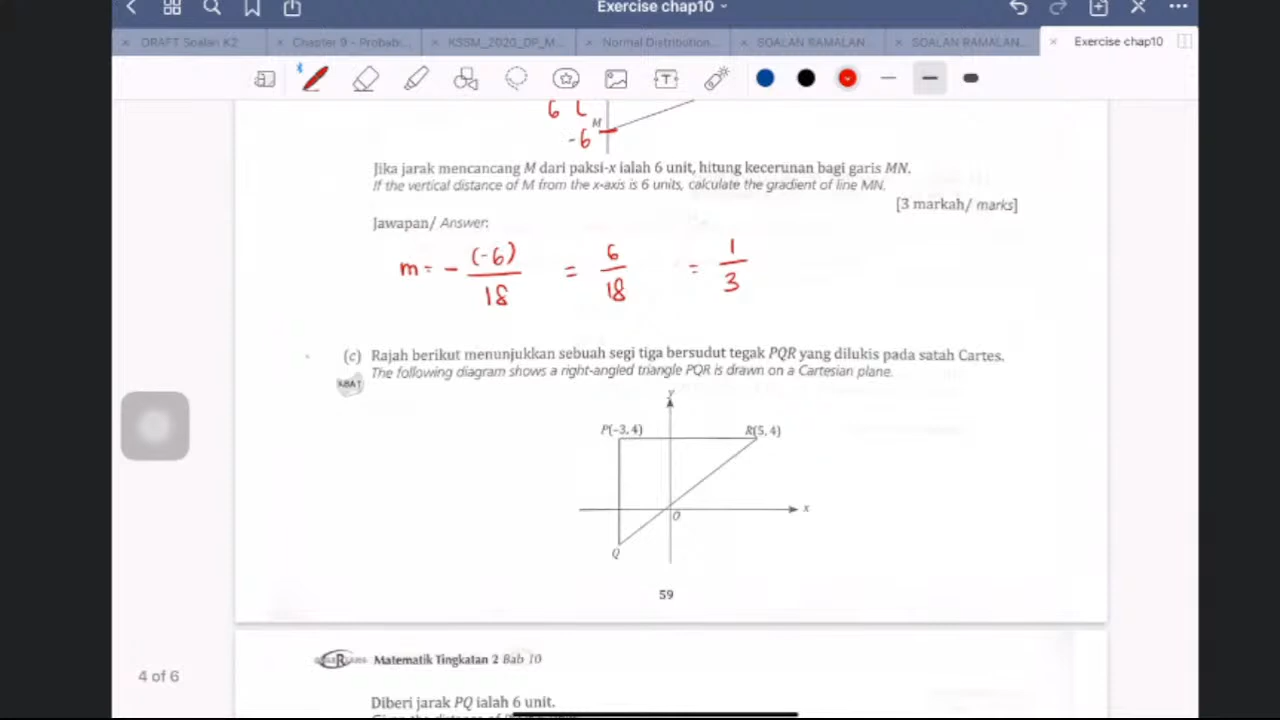 Exercise chap10
DRAFT Soalan K2
Chapter 9 - Probabi...
KSSM_2020_DP_M...
Normal Distribution...
SOALAN RAMALAN
SOALAN RAMALAN...
Exercise chap10
6
M
-6
Jika jarak mencancang M dari paksi-x ialah 6 unit, hitung kecerunan bagi garis MN.
If the vertical distance of M from the x-axis is 6 units, calculate the gradient of line MN.
[3 markah/ marks]
Jawapan/ Answer:
m = - (-6)/18 = 6/18 = 1/3
(c) Rajah berikut menunjukkan sebuah segi tiga bersudut tegak PQR yang dilukis pada satah Cartes.
KBAT The following diagram shows a right-angled triangle PQR is drawn on a Cartesian plane.
y
P(-3, 4)
R(5, 4)
O
x
Q
59
Matematik Tingkatan 2 Bab 10
4 of 6
Diberi jarak PQ ialah 6 unit.